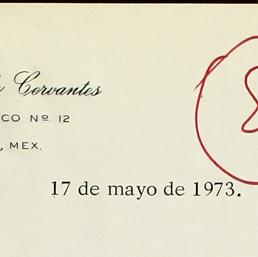 Cervantes
CO Nº 12
, MEX.
17 de mayo de 1973.